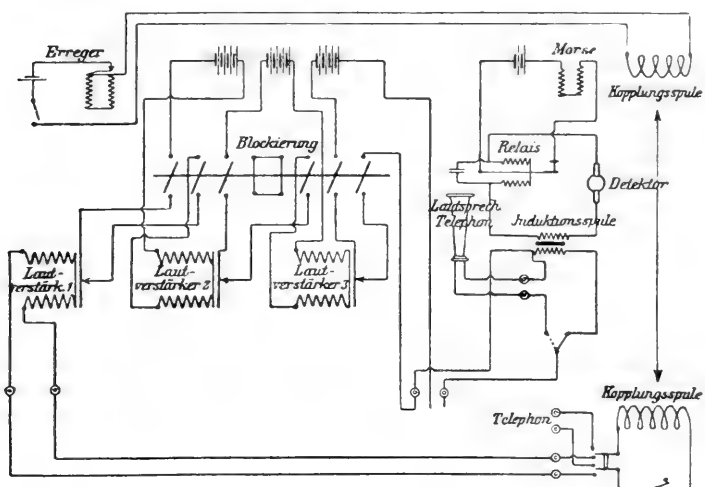 Erreger
Morse
Kopplungsspule
Blockierung
Relais
Detektor
Lautsprech
Telephon
Induktionsspule
Laut-
verstärk. 1
Laut-
verstärker 2
Laut-
verstärker 3
Kopplungsspule
Telephon